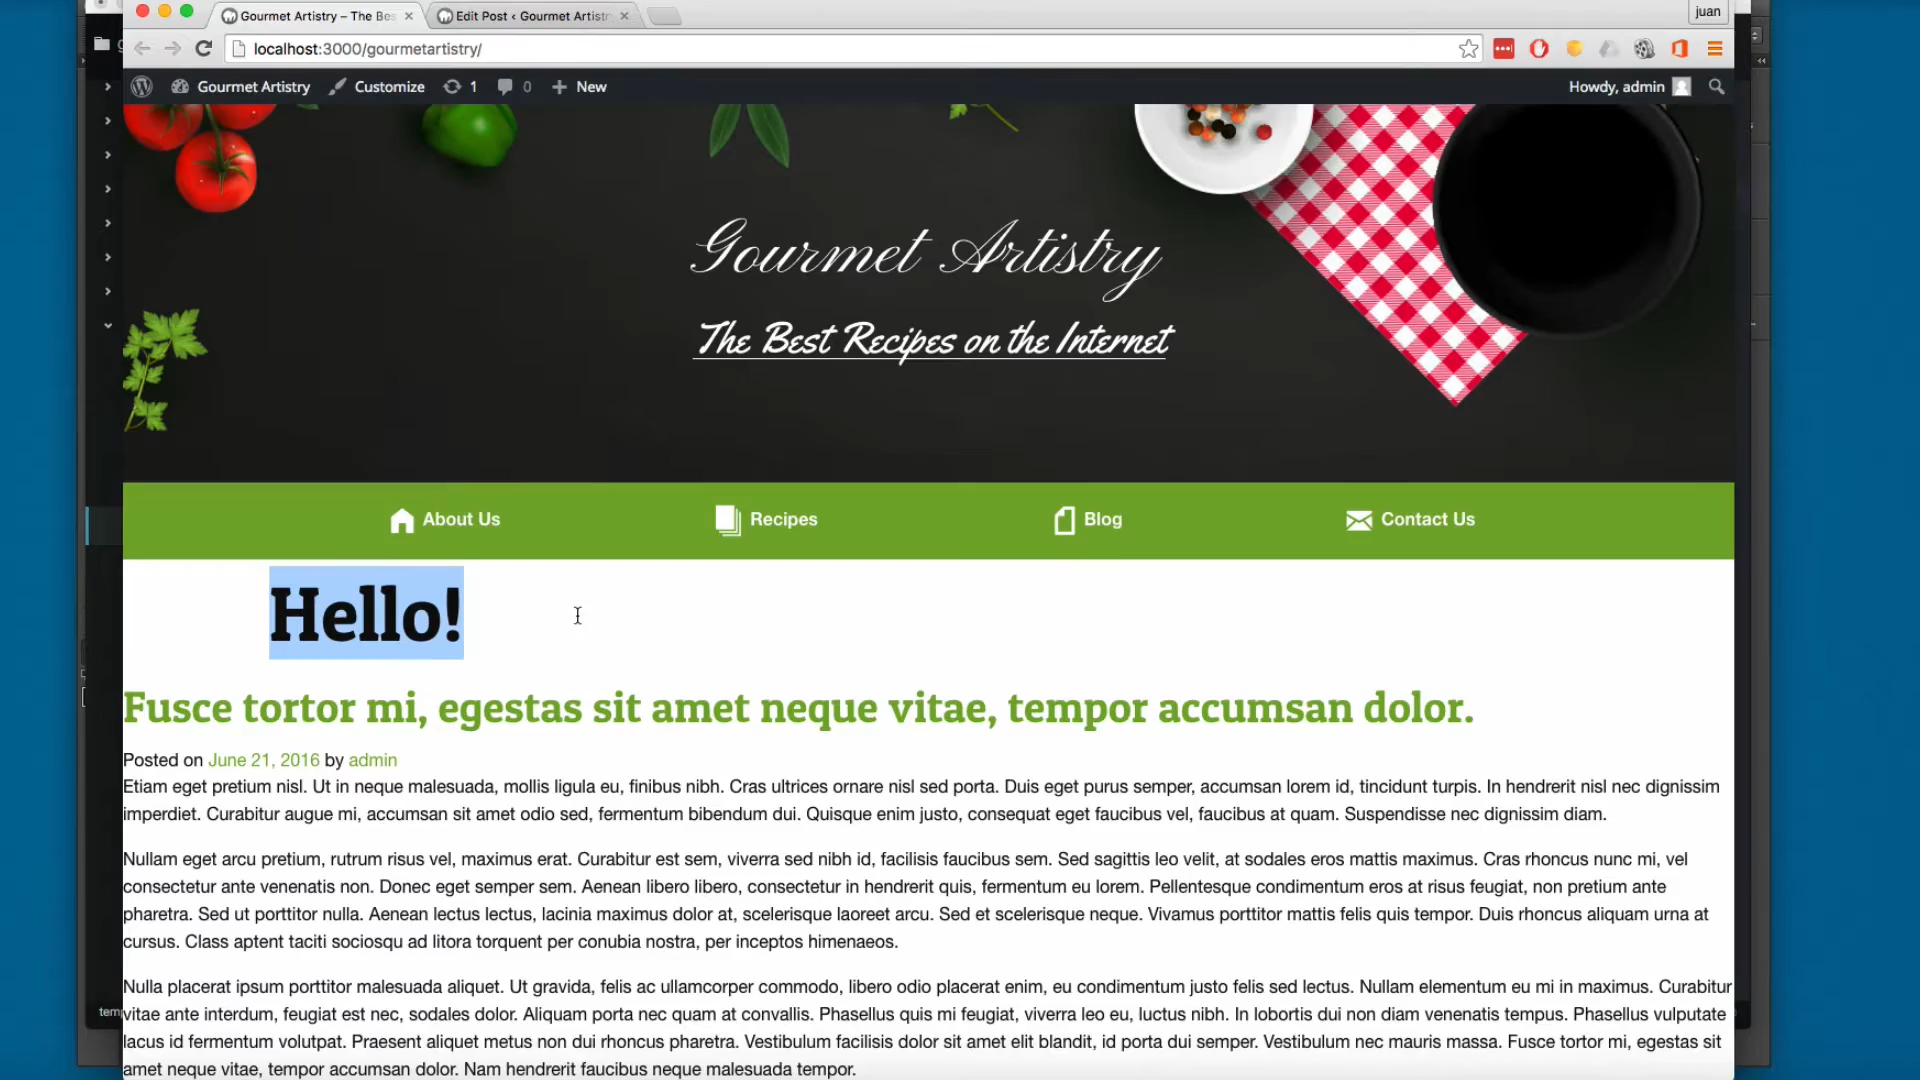 juan
Gourmet Artistry – The Bes
Edit Post ‹ Gourmet Artistr
localhost:3000/gourmetartistry/
Gourmet Artistry Customize 1 0 New
Howdy, admin
Gourmet Artistry
The Best Recipes on the Internet
About Us Recipes Blog Contact Us
Hello!
Fusce tortor mi, egestas sit amet neque vitae, tempor accumsan dolor.
Posted on June 21, 2016 by admin
Etiam eget pretium nisl. Ut in neque malesuada, mollis ligula eu, finibus nibh. Cras ultrices ornare nisl sed porta. Duis eget purus semper, accumsan lorem id, tincidunt turpis. In hendrerit nisl nec dignissim
imperdiet. Curabitur augue mi, accumsan sit amet odio sed, fermentum bibendum dui. Quisque enim justo, consequat eget faucibus vel, faucibus at quam. Suspendisse nec dignissim diam.
Nullam eget arcu pretium, rutrum risus vel, maximus erat. Curabitur est sem, viverra sed nibh id, facilisis faucibus sem. Sed sagittis leo velit, at sodales eros mattis maximus. Cras rhoncus nunc mi, vel
consectetur ante venenatis non. Donec eget semper sem. Aenean libero libero, consectetur in hendrerit quis, fermentum eu lorem. Pellentesque condimentum eros at risus feugiat, non pretium ante
pharetra. Sed ut porttitor nulla. Aenean lectus lectus, lacinia maximus dolor at, scelerisque laoreet arcu. Sed et scelerisque neque. Vivamus porttitor mattis felis quis tempor. Duis rhoncus aliquam urna at
cursus. Class aptent taciti sociosqu ad litora torquent per conubia nostra, per inceptos himenaeos.
Nulla placerat ipsum porttitor malesuada aliquet. Ut gravida, felis ac ullamcorper commodo, libero odio placerat enim, eu condimentum justo felis sed lectus. Nullam elementum eu mi in maximus. Curabitur
vitae ante interdum, feugiat est nec, sodales dolor. Aliquam porta nec quam at convallis. Phasellus quis mi feugiat, viverra leo eu, luctus nibh. In lobortis dui non diam venenatis tempus. Phasellus vulputate
lacus id fermentum volutpat. Praesent aliquet metus non dui rhoncus pharetra. Vestibulum facilisis dolor sit amet elit blandit, id porta dui semper. Vestibulum nec mauris massa. Fusce tortor mi, egestas sit
amet neque vitae, tempor accumsan dolor. Nam hendrerit faucibus neque malesuada tempor.